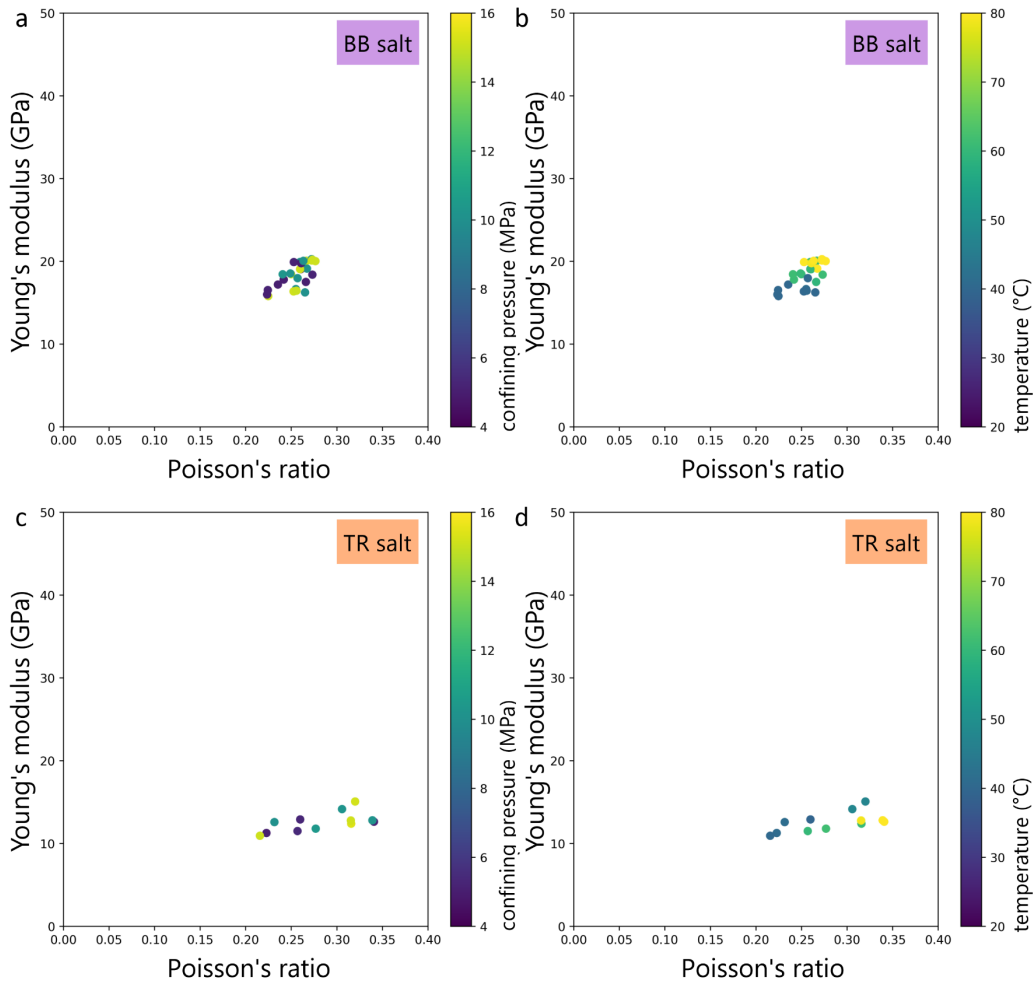 a
BB salt
50
40
30
20
10
0
Young's modulus (GPa)
0.00 0.05 0.10 0.15 0.20 0.25 0.30 0.35 0.40
Poisson's ratio
16
14
12
10
8
6
4
confining pressure (MPa)
b
BB salt
50
40
30
20
10
0
Young's modulus (GPa)
0.00 0.05 0.10 0.15 0.20 0.25 0.30 0.35 0.40
Poisson's ratio
80
70
60
50
40
30
20
temperature (°C)
c
TR salt
50
40
30
20
10
0
Young's modulus (GPa)
0.00 0.05 0.10 0.15 0.20 0.25 0.30 0.35 0.40
Poisson's ratio
16
14
12
10
8
6
4
confining pressure (MPa)
d
TR salt
50
40
30
20
10
0
Young's modulus (GPa)
0.00 0.05 0.10 0.15 0.20 0.25 0.30 0.35 0.40
Poisson's ratio
80
70
60
50
40
30
20
temperature (°C)